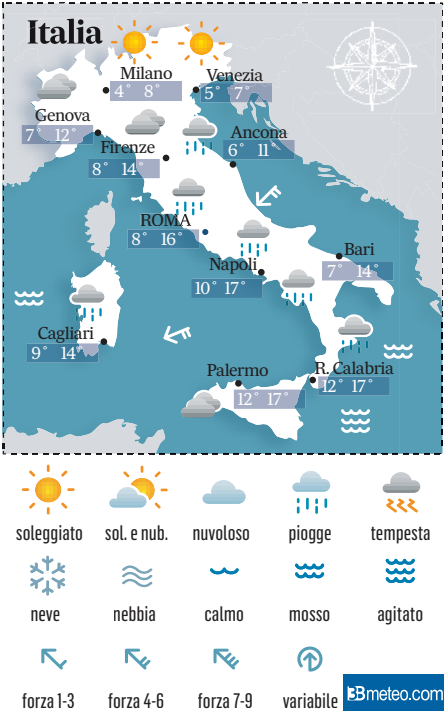 Italia
Milano
4° 8°
Venezia
5° 7°
Genova
7° 12°
Firenze
8° 14°
Ancona
6° 11°
ROMA
8° 16°
Napoli
10° 17°
Bari
7° 14°
Cagliari
9° 14°
Palermo
12° 17°
R. Calabria
12° 17°
soleggiato sol. e nub. nuvoloso piogge tempesta
neve nebbia calmo mosso agitato
forza 1-3 forza 4-6 forza 7-9 variabile
3Bmeteo.com